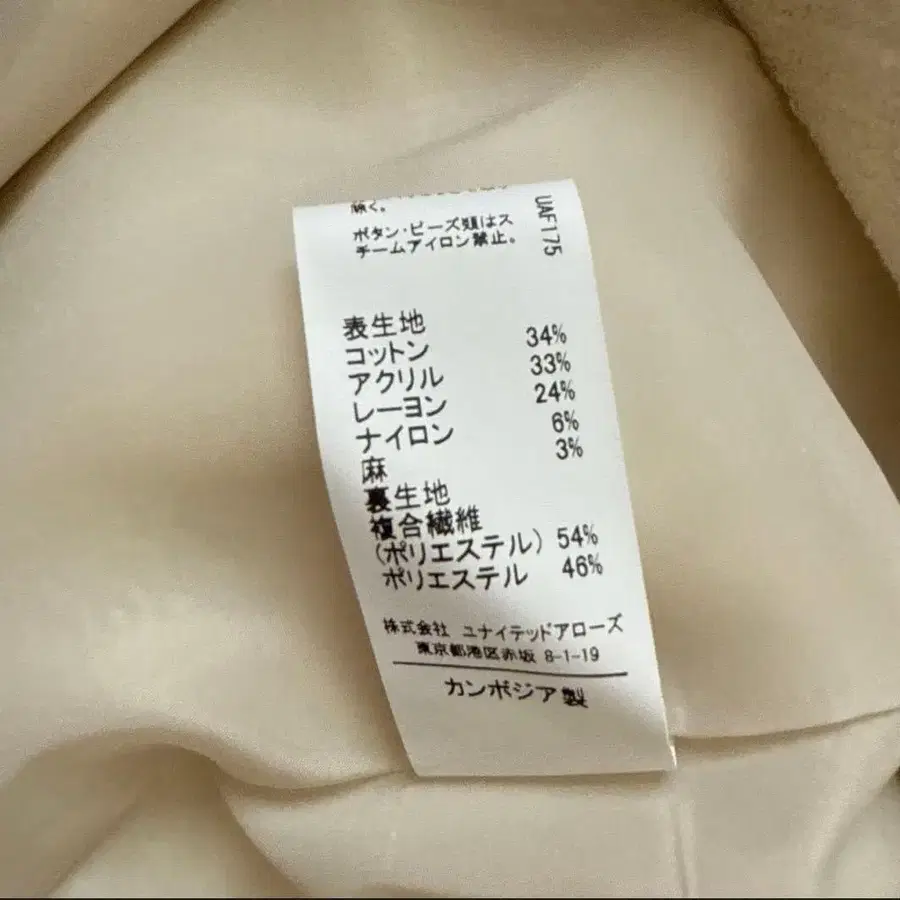 除く。
ボタン・ビーズ類はス
チームアイロン禁止。
UAF175
表生地
コットン 34%
アクリル 33%
レーヨン 24%
ナイロン 6%
麻 3%
裏生地
複合繊維
(ポリエステル) 54%
ポリエステル 46%
株式会社 ユナイテッドアローズ
東京都港区赤坂 8-1-19
カンボジア製